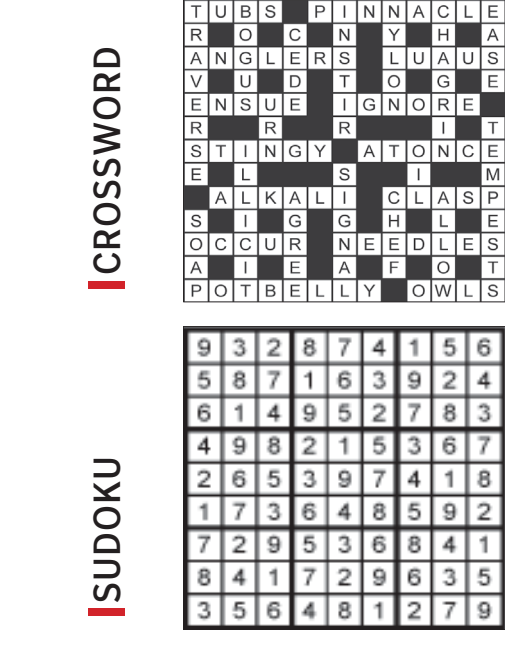 CROSSWORD
T U B S P I N N A C L E
R O C N Y H A
A N G L E R S L U A U S
V U D T O G E
E N S U E I G N O R E
R R R I T
S T I N G Y A T O N C E
E L S I M
A L K A L I C L A S P
S I G G H L E
O C C U R N E E D L E S
A I E A F O T
P O T B E L L Y O W L S
SUDOKU
9 3 2 8 7 4 1 5 6
5 8 7 1 6 3 9 2 4
6 1 4 9 5 2 7 8 3
4 9 8 2 1 5 3 6 7
2 6 5 3 9 7 4 1 8
1 7 3 6 4 8 5 9 2
7 2 9 5 3 6 8 4 1
8 4 1 7 2 9 6 3 5
3 5 6 4 8 1 2 7 9